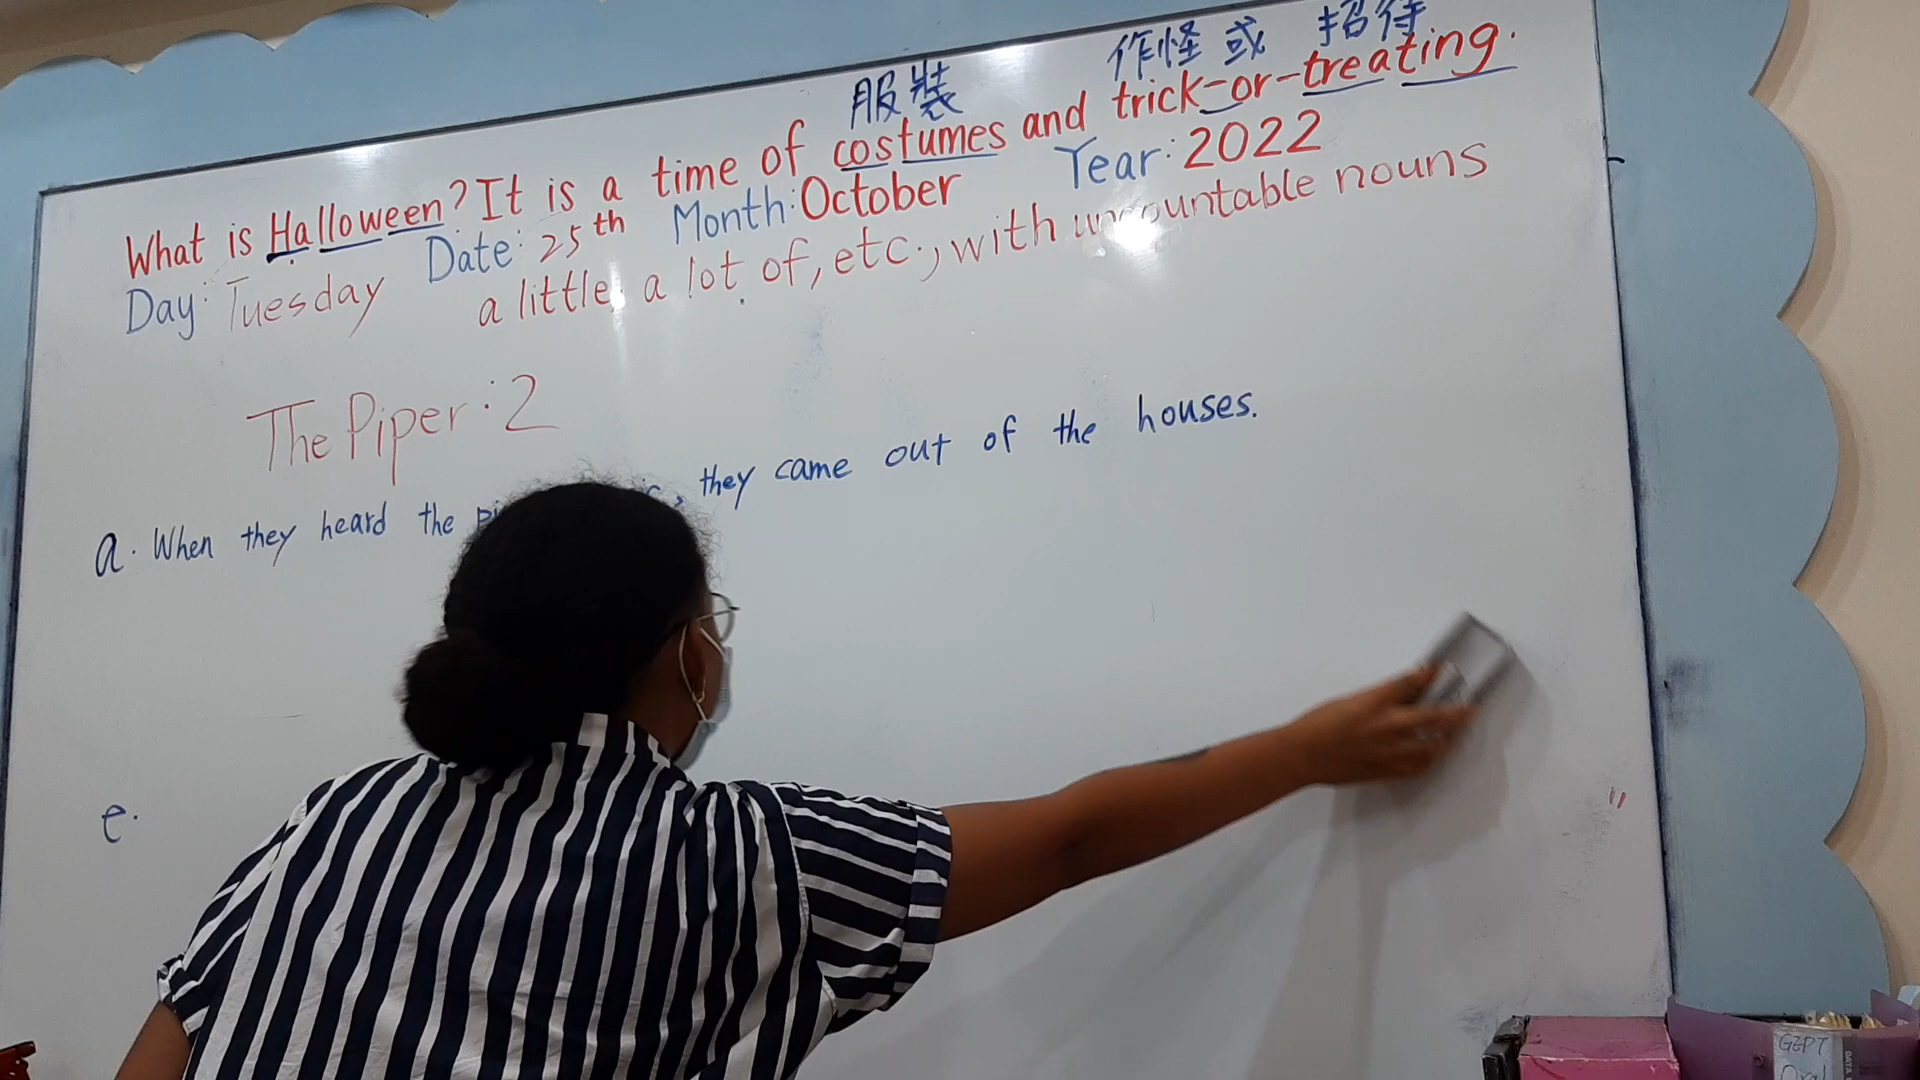 服裝 作怪或 招待
What is Halloween? It is a time of costumes and trick-or-treating.
Day: Tuesday Date: 25th Month: October Year: 2022
a little, a lot of, etc., with uncountable nouns
The Piper: 2
a. When they heard the they came out of the houses.
e.
GEPT
Oral